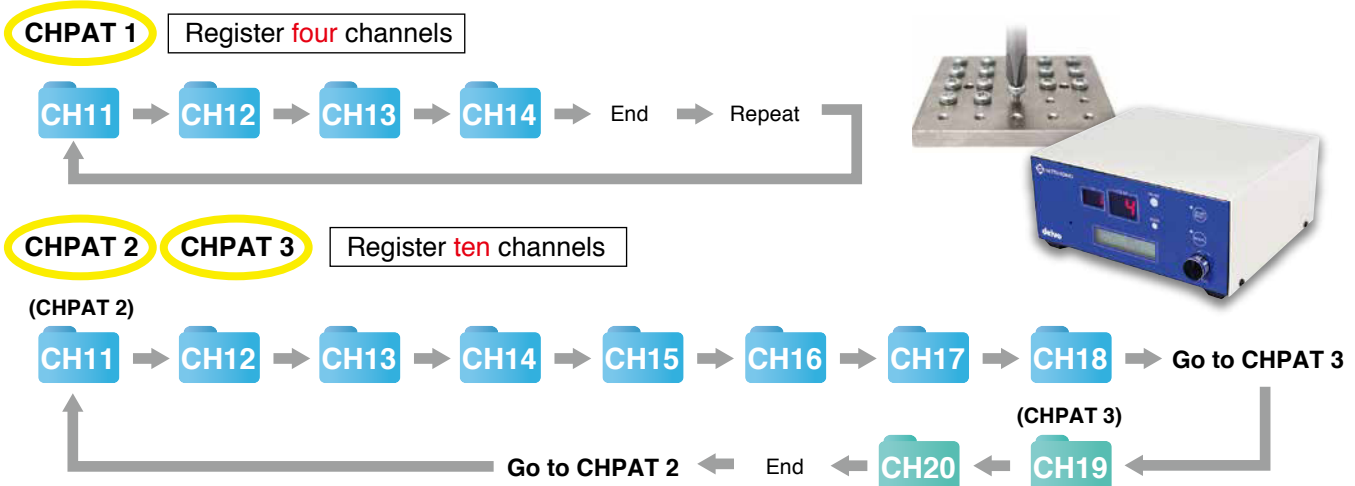 CHPAT 1 Register four channels
CH11 CH12 CH13 CH14 End Repeat
CHPAT 2 CHPAT 3 Register ten channels
(CHPAT 2)
CH11 CH12 CH13 CH14 CH15 CH16 CH17 CH18 Go to CHPAT 3
(CHPAT 3)
Go to CHPAT 2 End CH20 CH19
delvo
4